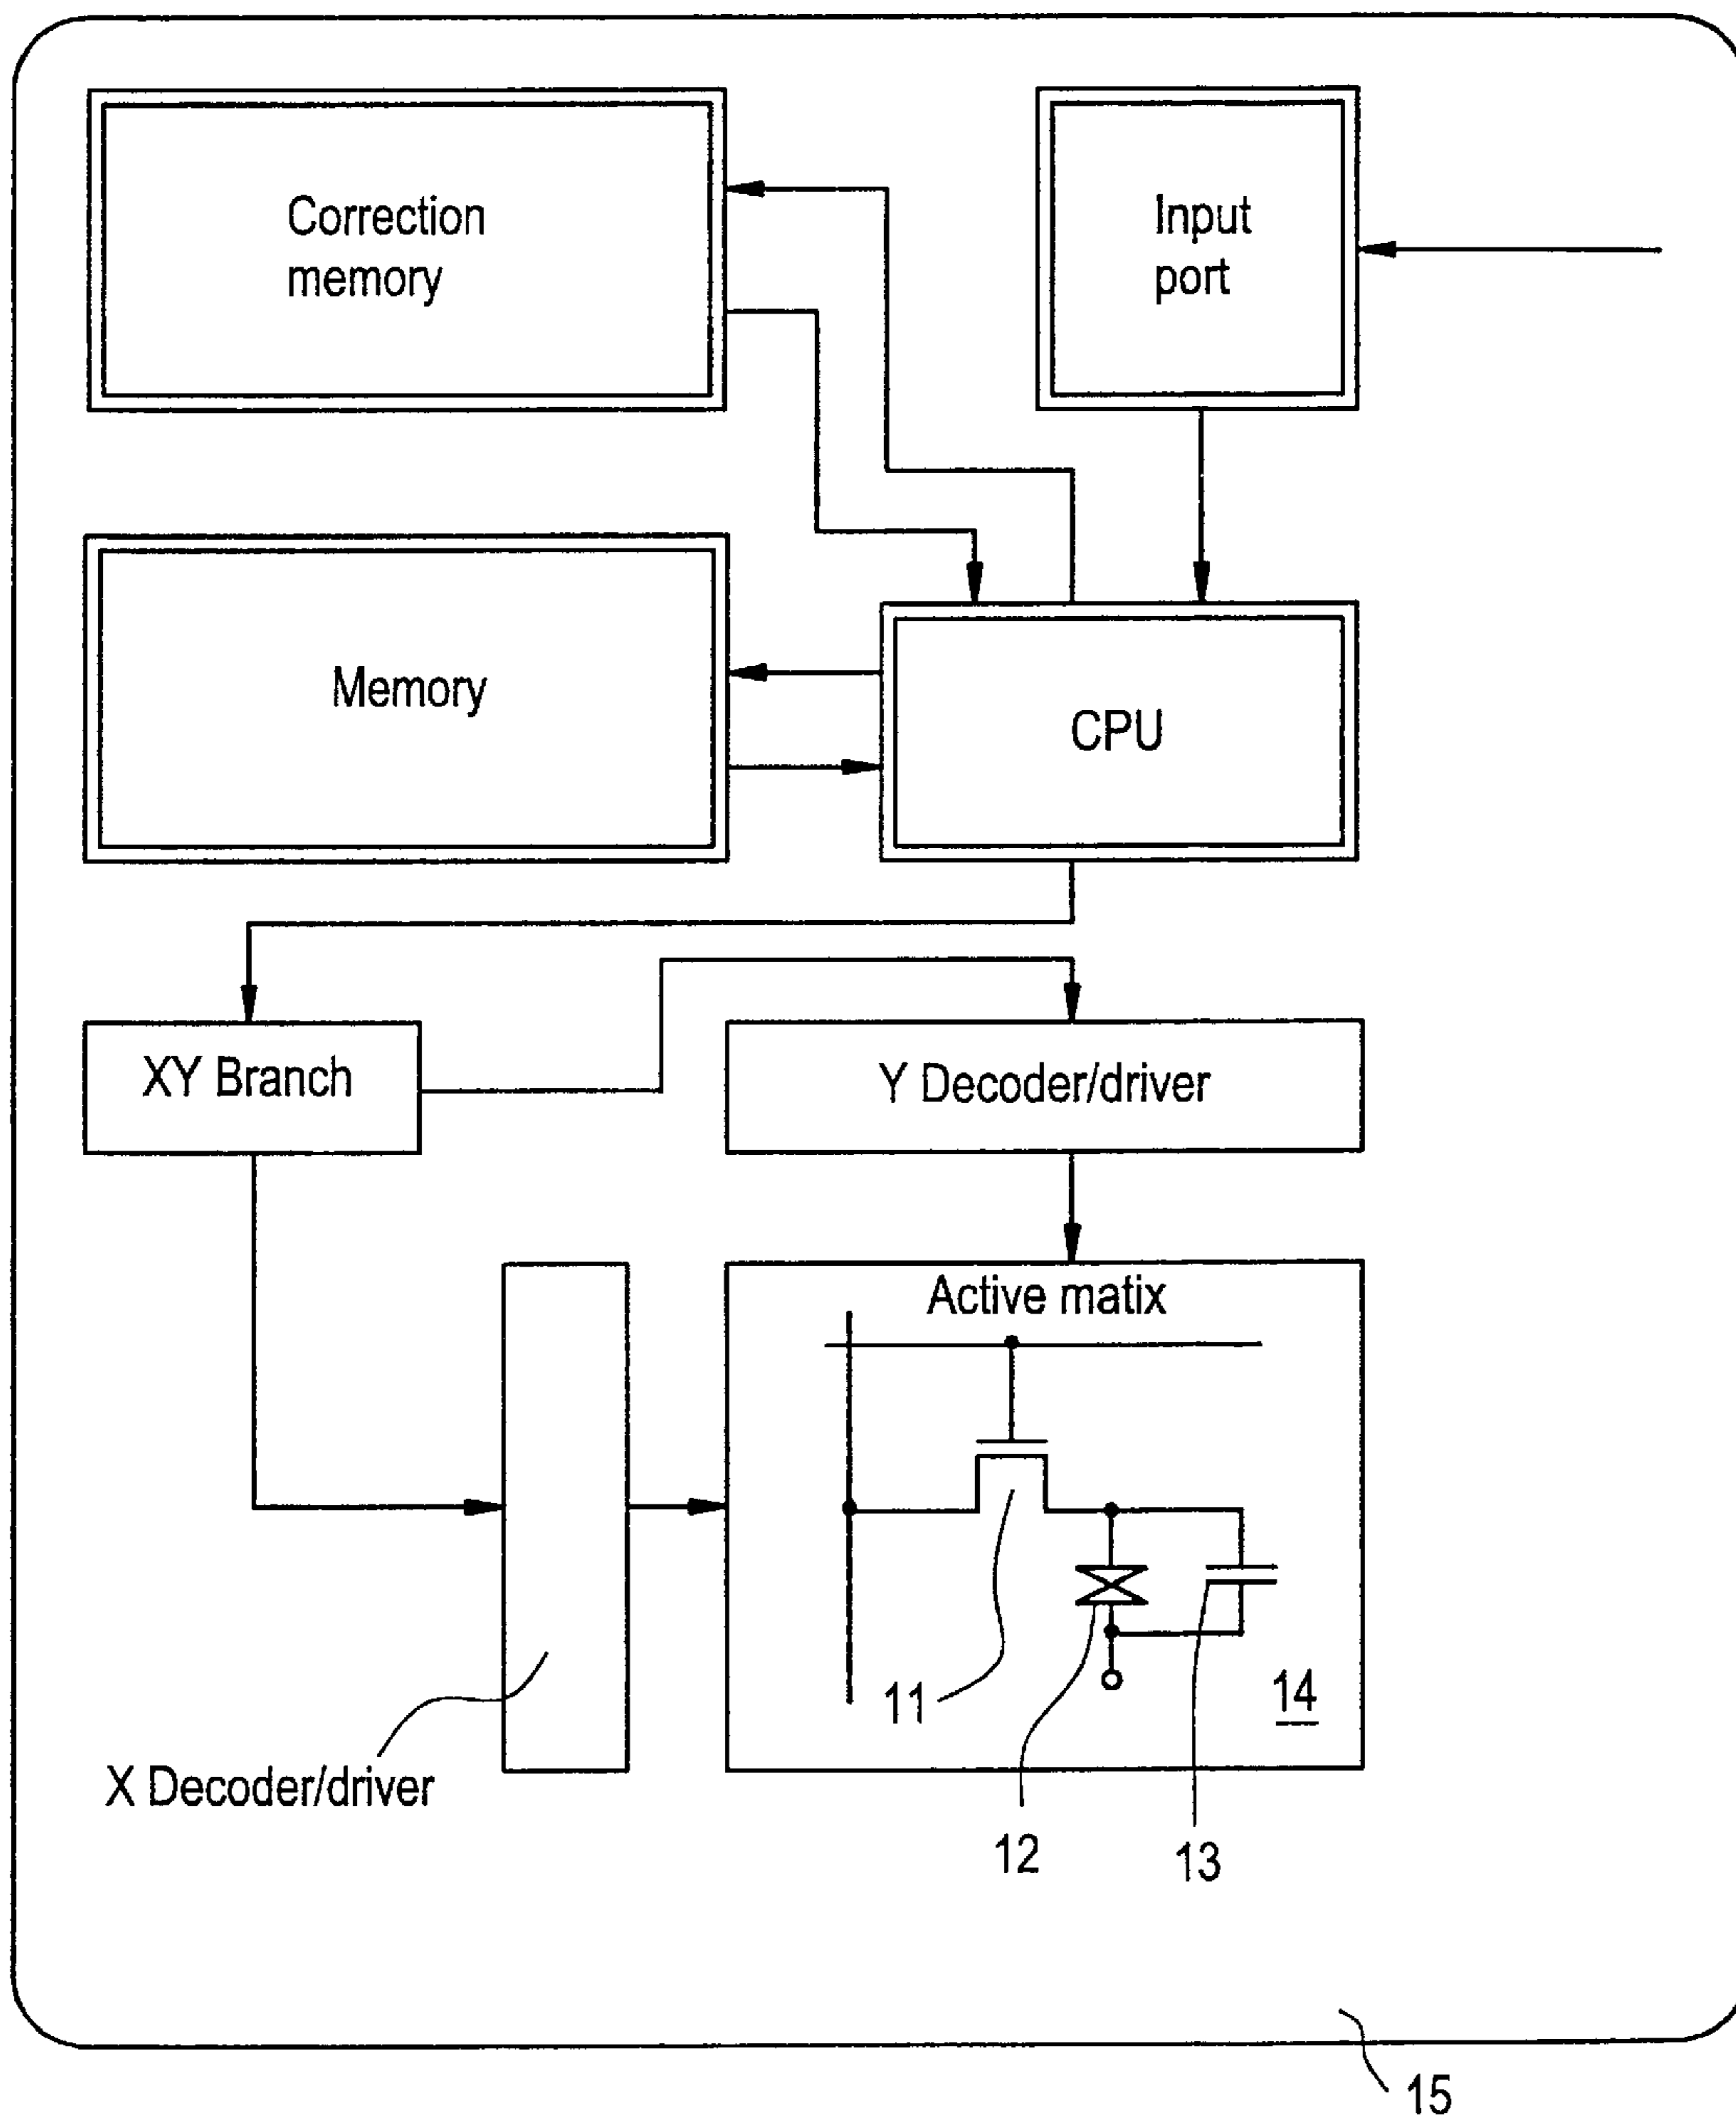 Correction
memory
Input
port
Memory
CPU
XY Branch
Y Decoder/driver
Active matix
11
14
X Decoder/driver
12
13
15